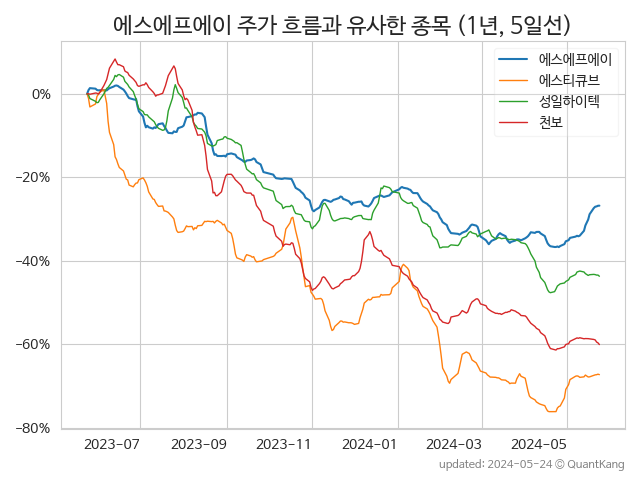 에스에프에이 주가 흐름과 유사한 종목 (1년, 5일선)
에스에프에이
에스티큐브
성일하이텍
천보
0%
−20%
−40%
−60%
−80%
2023-07 2023-09 2023-11 2024-01 2024-03 2024-05
updated: 2024-05-24 © QuantKang